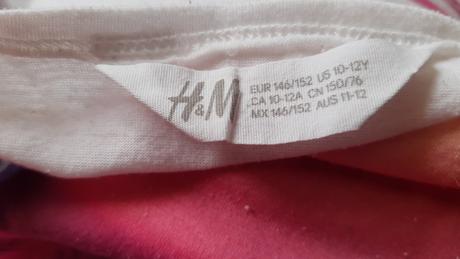 H&M
EUR 146/152 US 10-12Y
CA 10-12A CN 150/76
MX 146/152 AUS 11-12